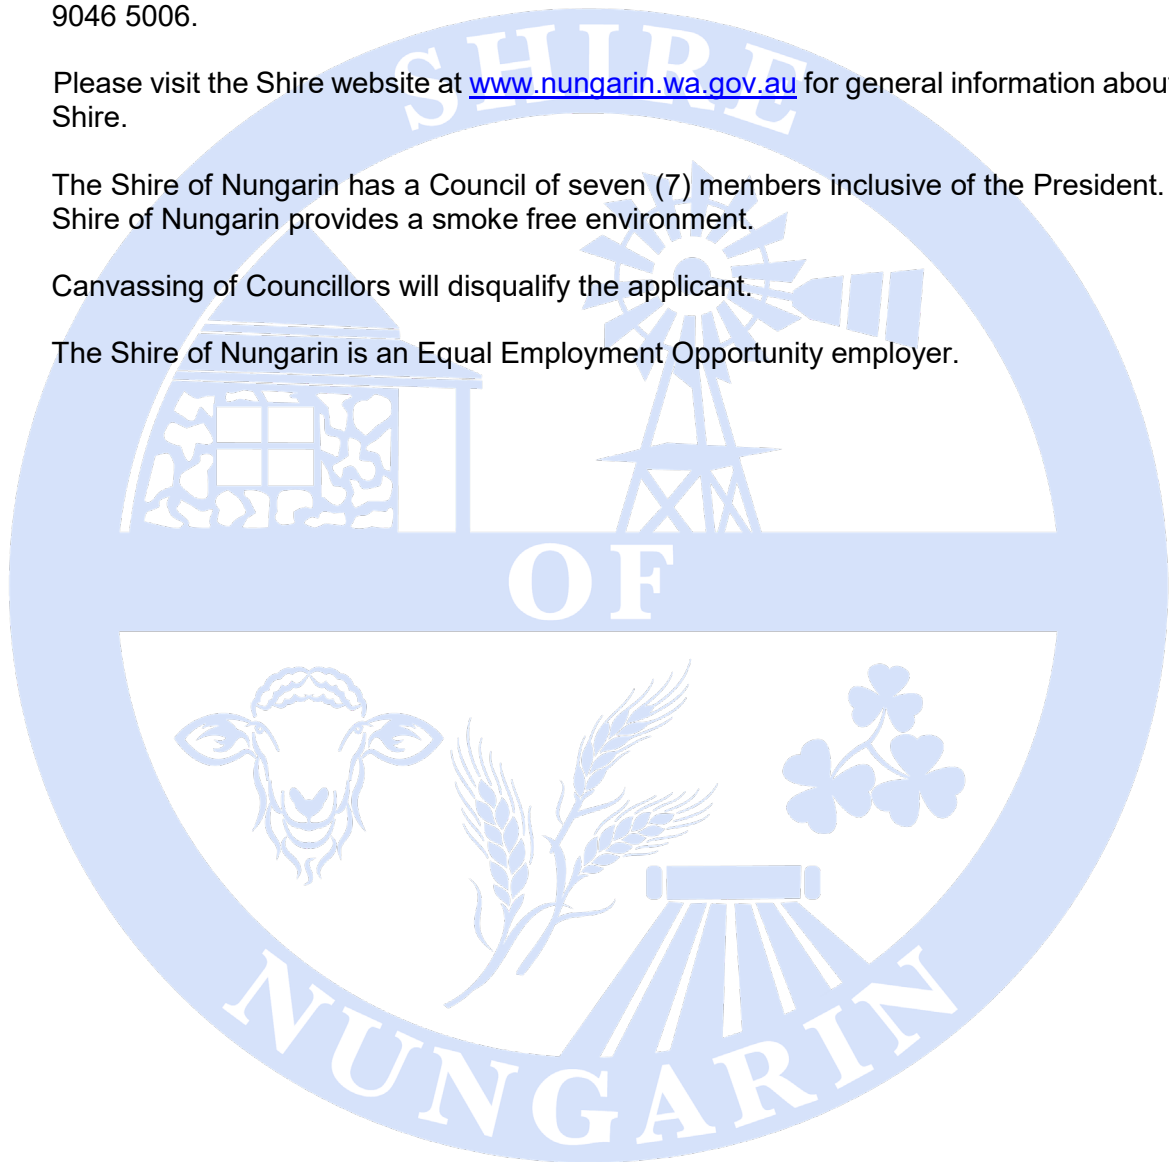 9046 5006.
Please visit the Shire website at www.nungarin.wa.gov.au for general information about
Shire.
The Shire of Nungarin has a Council of seven (7) members inclusive of the President.
Shire of Nungarin provides a smoke free environment.
Canvassing of Councillors will disqualify the applicant.
The Shire of Nungarin is an Equal Employment Opportunity employer.
SHIRE
OF
NUNGARIN